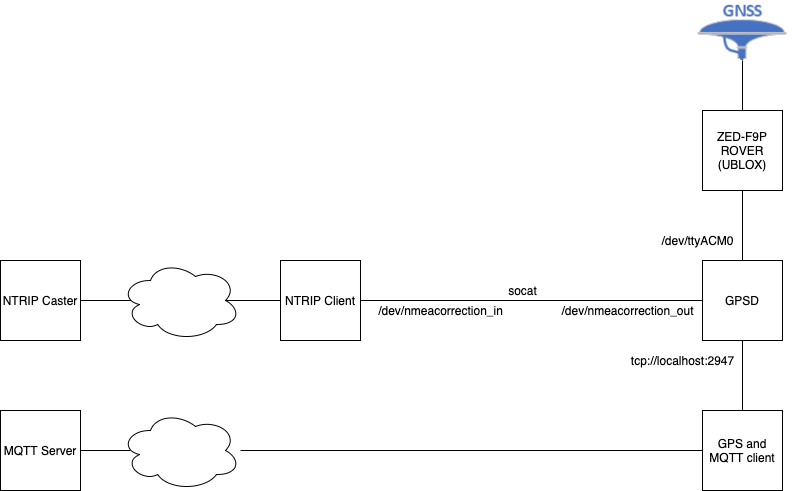 GNSS
ZED-F9P
ROVER
(UBLOX)
/dev/ttyACM0
NTRIP Caster
NTRIP Client
socat
/dev/nmeacorrection_in
/dev/nmeacorrection_out
GPSD
tcp://localhost:2947
MQTT Server
GPS and
MQTT client